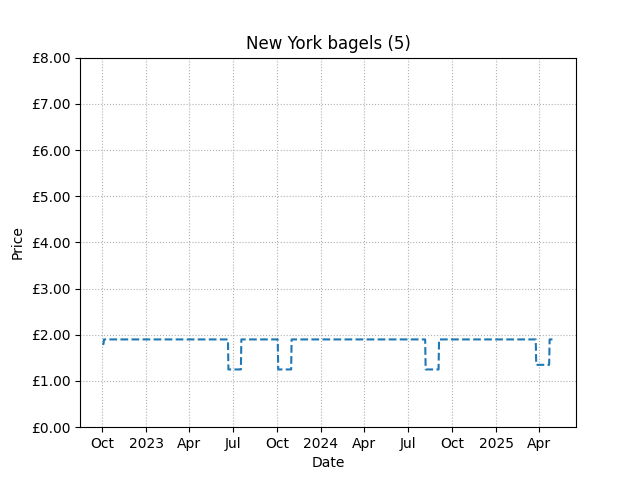 New York bagels (5)
£8.00
£7.00
£6.00
£5.00
£4.00
£3.00
£2.00
£1.00
£0.00
Price
Oct 2023 Apr Jul Oct 2024 Apr Jul Oct 2025 Apr
Date